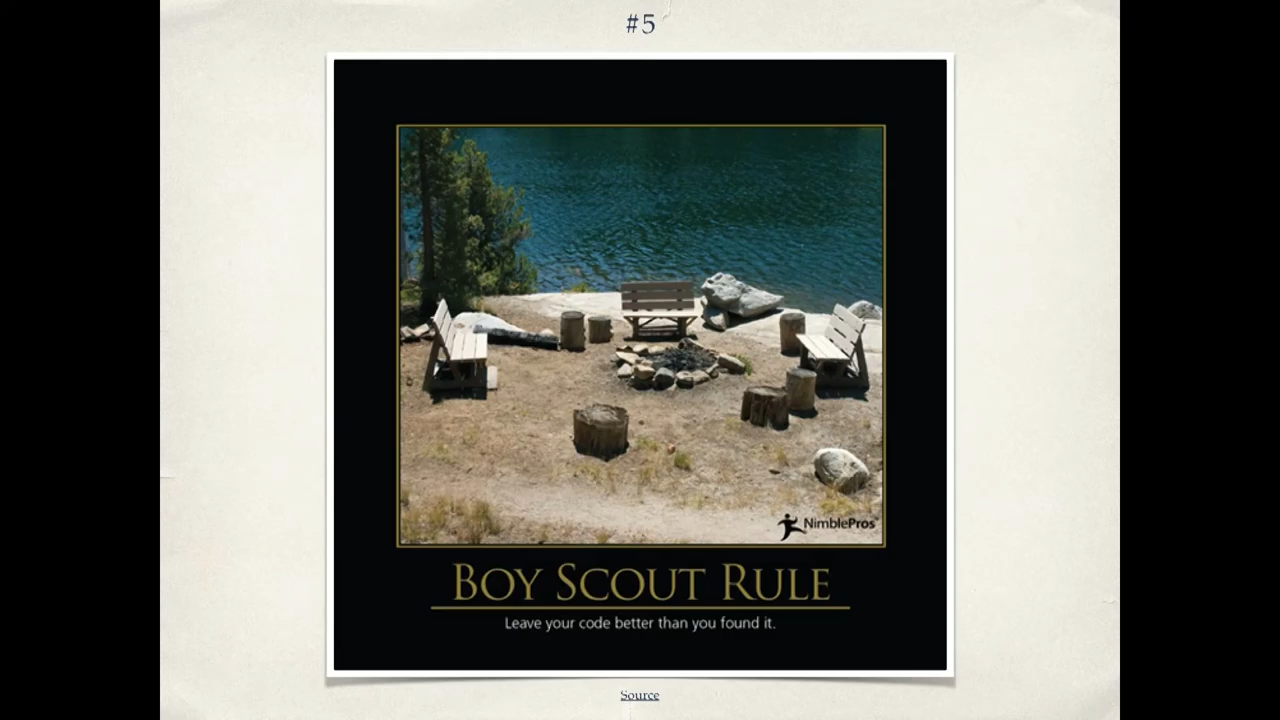 #5
NimblePros
BOY SCOUT RULE
Leave your code better than you found it.
Source